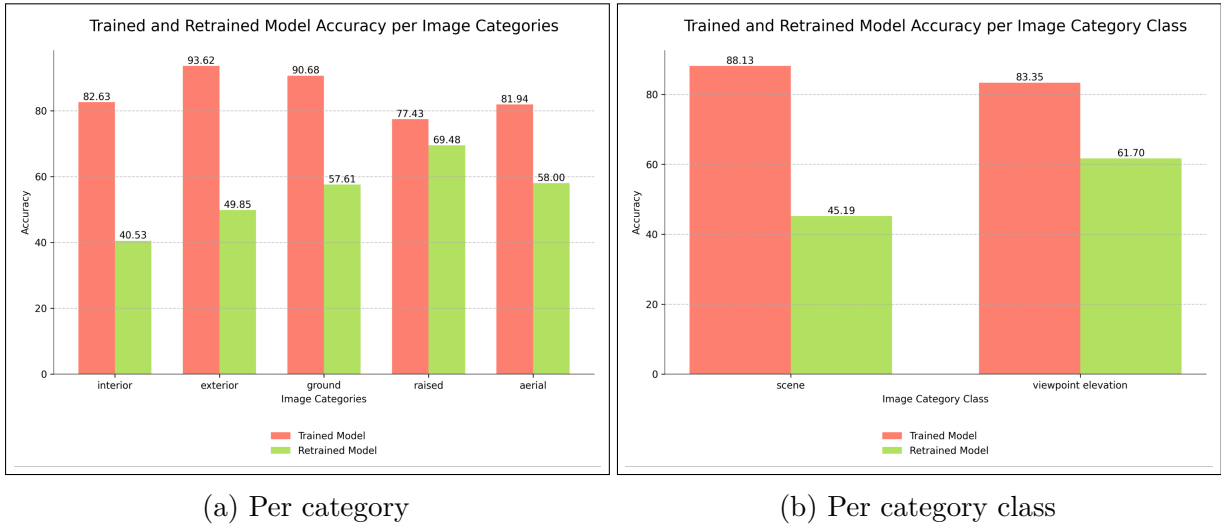 Trained and Retrained Model Accuracy per Image Categories
Accuracy
80
60
40
20
0
82.63
40.53
93.62
49.85
90.68
57.61
77.43
69.48
81.94
58.00
interior
exterior
ground
raised
aerial
Image Categories
Trained Model
Retrained Model
(a) Per category
Trained and Retrained Model Accuracy per Image Category Class
Accuracy
80
60
40
20
0
88.13
45.19
83.35
61.70
scene
viewpoint elevation
Image Category Class
Trained Model
Retrained Model
(b) Per category class